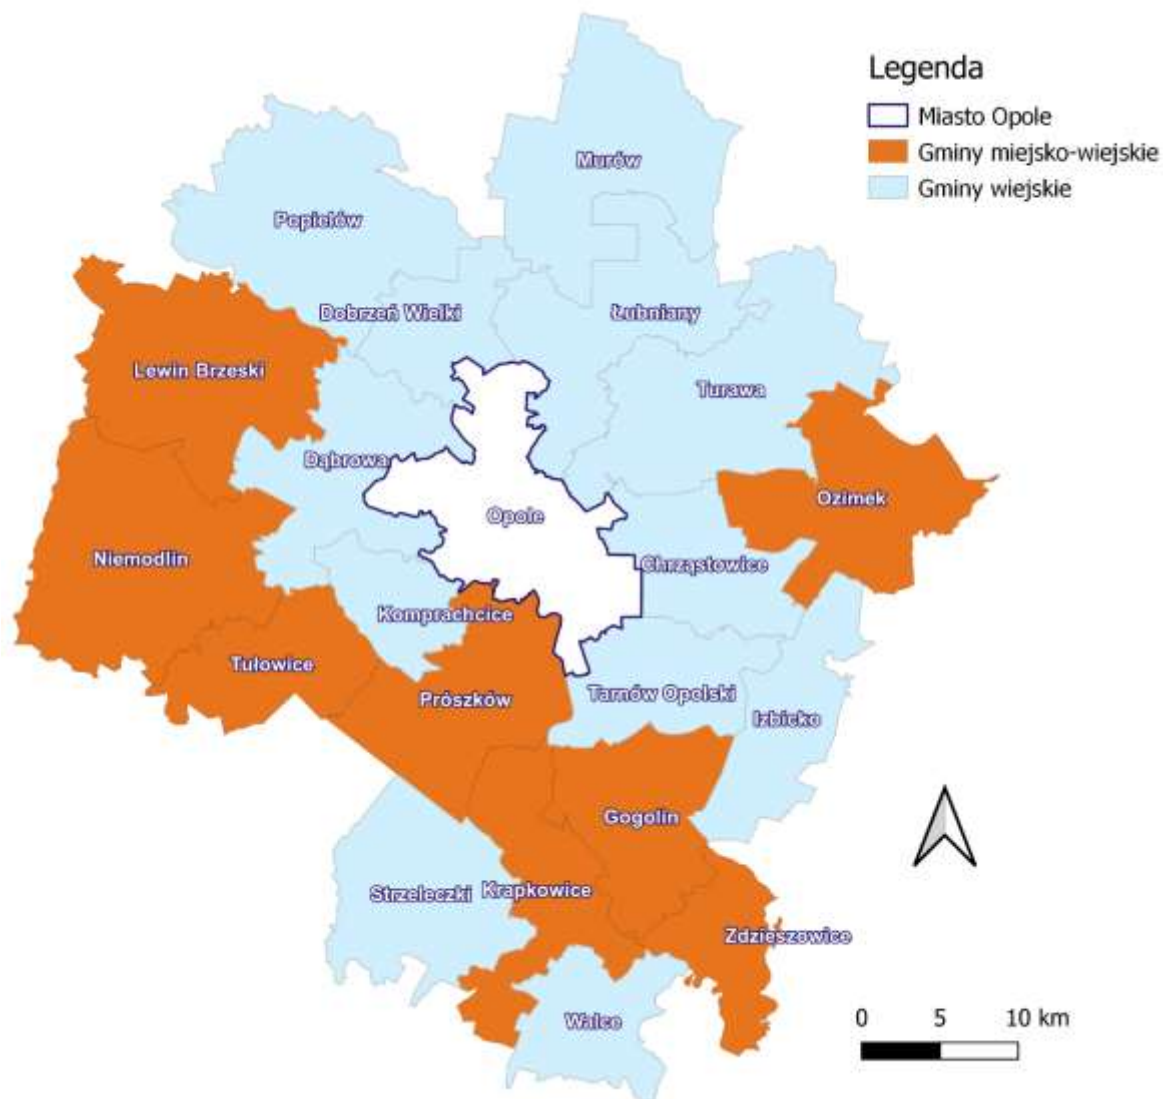 Legenda
Miasto Opole
Gminy miejsko-wiejskie
Gminy wiejskie
Murów
Popielów
Dobrzeń Wielki
Łubniany
Lewin Brzeski
Turawa
Dąbrowa
Ozimek
Opole
Niemodlin
Chrząstowice
Komprachcice
Tułowice
Prószków
Tarnów Opolski
Izbicko
Gogolin
Strzeleczki
Krapkowice
Zdzieszowice
Walce
0 5 10 km